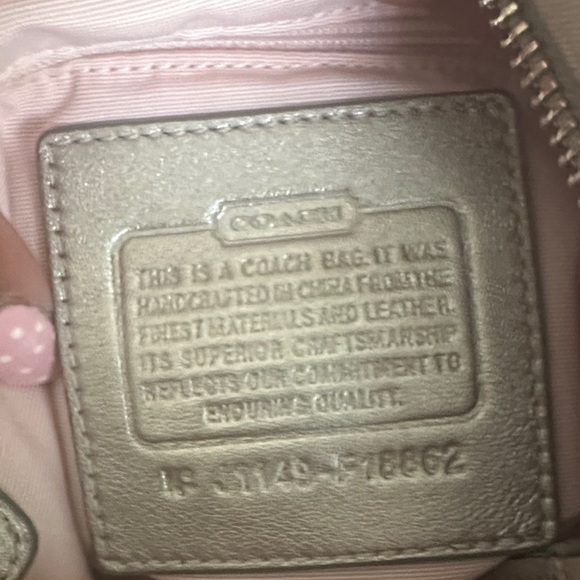 COACH
THIS IS A COACH BAG. IT WAS
HANDCRAFTED IN CHINA FROM THE
FINEST MATERIALS AND LEATHER.
ITS SUPERIOR CRAFTSMANSHIP
REFLECTS OUR COMMITMENT TO
ENDURING QUALITY.